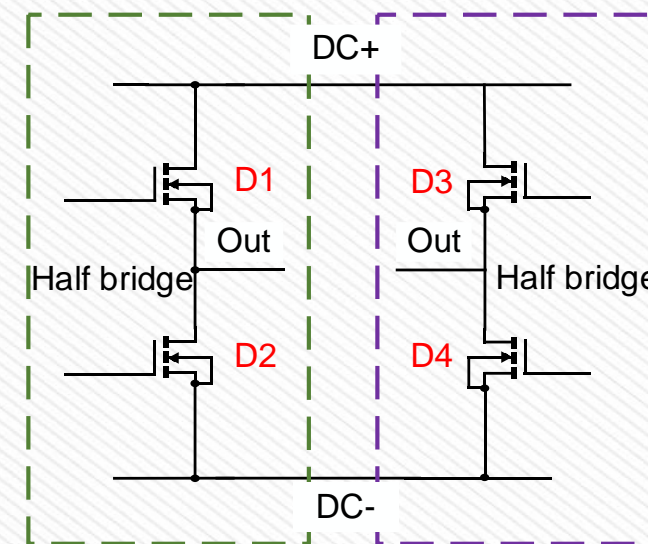 DC+
D1
D3
Out
Out
Half bridge
Half bridge
D2
D4
DC-